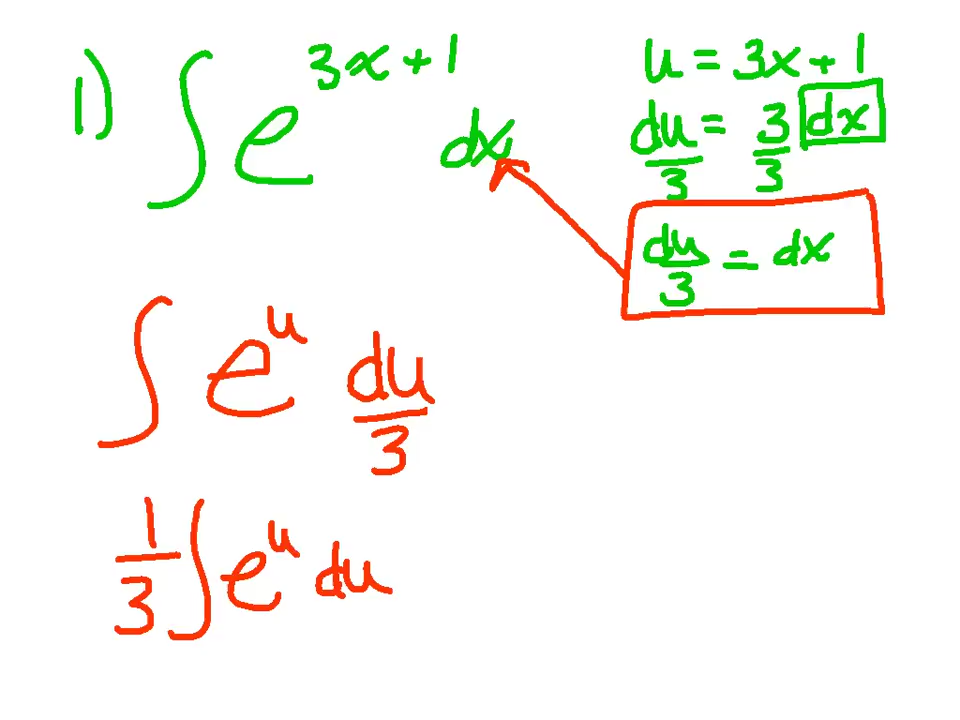 1) ∫ e^{3x+1} dx
u = 3x+1
du/3 = 3/3 dx
du/3 = dx
∫ e^u du/3
1/3 ∫ e^u du